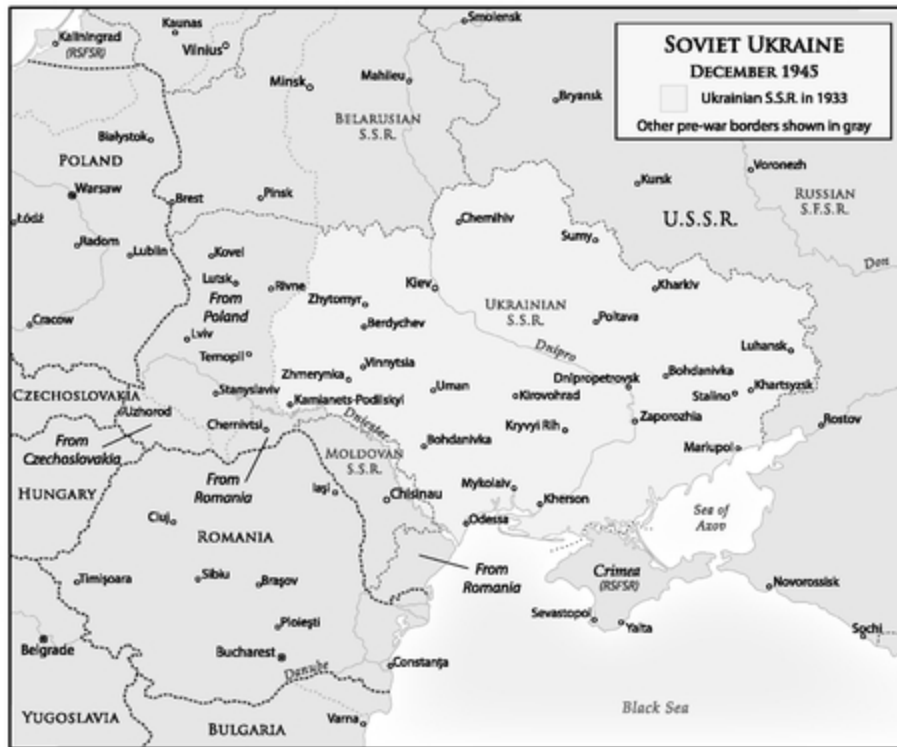 SOVIET UKRAINE
DECEMBER 1945
Ukrainian S.S.R. in 1933
Other pre-war borders shown in gray
Kaliningrad
(RSFSR)
Kaunas
Vilnius
Smolensk
Minsk
Mahileu
Bryansk
BELARUSIAN
S.S.R.
Białystok
POLAND
Warsaw
Brest
Pinsk
Kursk
Voronezh
RUSSIAN
S.F.S.R.
U.S.S.R.
Łódź
Radom
Lublin
Chernihiv
Sumy
Don
Kovel
Lutsk
Rivne
From
Poland
Kiev
Zhytomyr
Kharkiv
UKRAINIAN
S.S.R.
Cracow
Lviv
Berdychev
Poltava
Ternopil
Vinnytsia
Dnipro
Luhansk
Zhmerynka
Uman
Dnipropetrovsk
Bohdanivka
Khartsyzsk
Stalino
CZECHOSLOVAKIA
Stanyslaviv
Kamianets-Podilskyi
Kirovohrad
Uzhorod
Chernivtsi
Dniester
Zaporozhia
Rostov
From
Czechoslovakia
MOLDOVAN
S.S.R.
Bohdanivka
Kryvyi Rih
Mariupol
From
Romania
HUNGARY
Iaşi
Chisinau
Mykolaiv
Kherson
Sea of
Azov
Cluj
ROMANIA
Odessa
From
Romania
Timişoara
Sibiu
Braşov
Crimea
(RSFSR)
Novorossisk
Ploieşti
Sevastopol
Yalta
Sochi
Belgrade
Bucharest
Danube
Constanţa
YUGOSLAVIA
BULGARIA
Varna
Black Sea